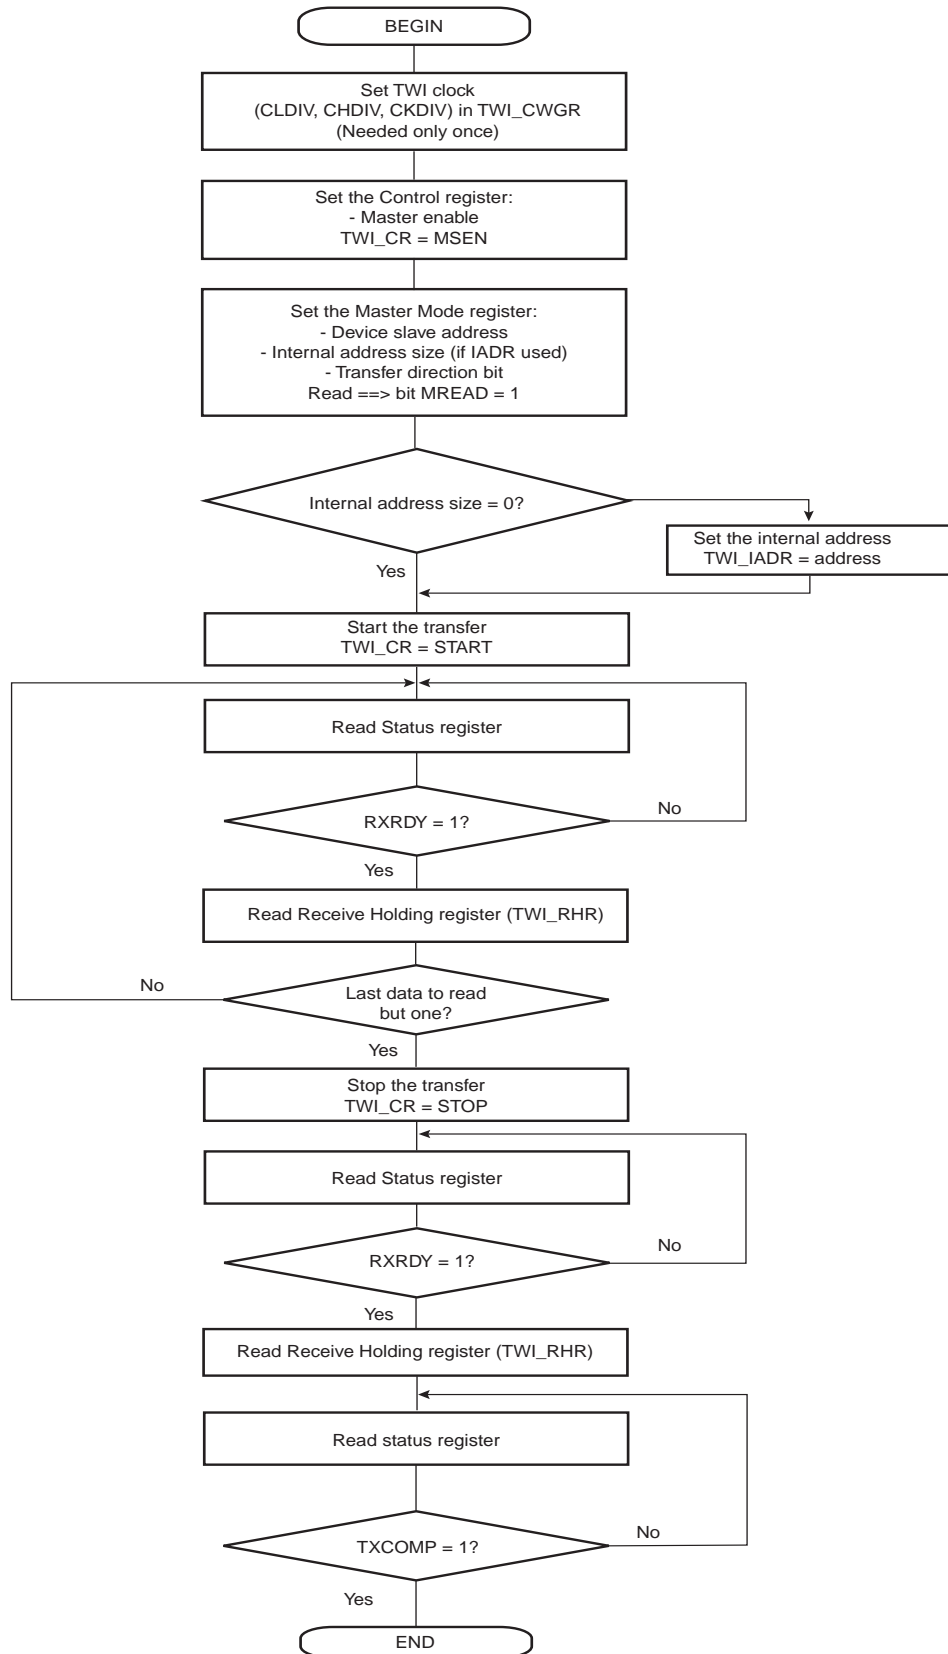 BEGIN
Set TWI clock
(CLDIV, CHDIV, CKDIV) in TWI_CWGR
(Needed only once)
Set the Control register:
- Master enable
TWI_CR = MSEN
Set the Master Mode register:
- Device slave address
- Internal address size (if IADR used)
- Transfer direction bit
Read ==> bit MREAD = 1
Internal address size = 0?
Set the internal address
TWI_IADR = address
Yes
Start the transfer
TWI_CR = START
Read Status register
RXRDY = 1?
No
Yes
Read Receive Holding register (TWI_RHR)
No
Last data to read
but one?
Yes
Stop the transfer
TWI_CR = STOP
Read Status register
RXRDY = 1?
No
Yes
Read Receive Holding register (TWI_RHR)
Read status register
TXCOMP = 1?
No
Yes
END